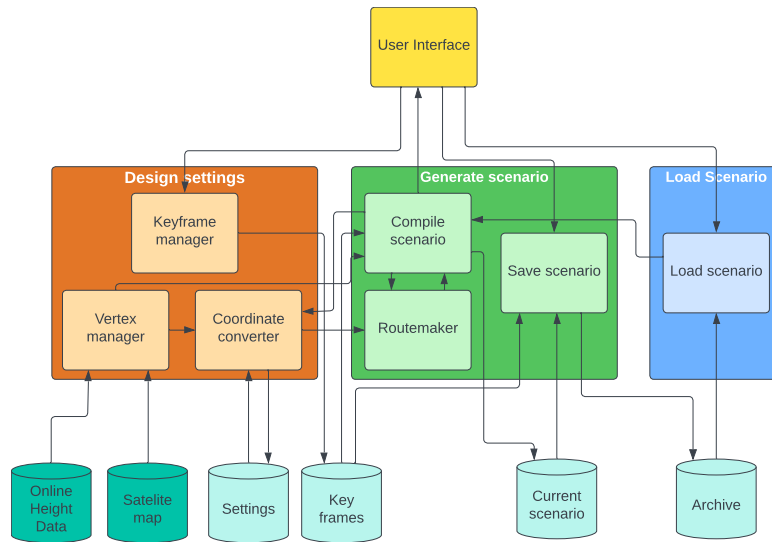 User Interface
Design settings
Generate scenario
Load Scenario
Keyframe
manager
Compile
scenario
Save scenario
Load scenario
Vertex
manager
Coordinate
converter
Routemaker
Online
Height
Data
Satelite
map
Settings
Key
frames
Current
scenario
Archive